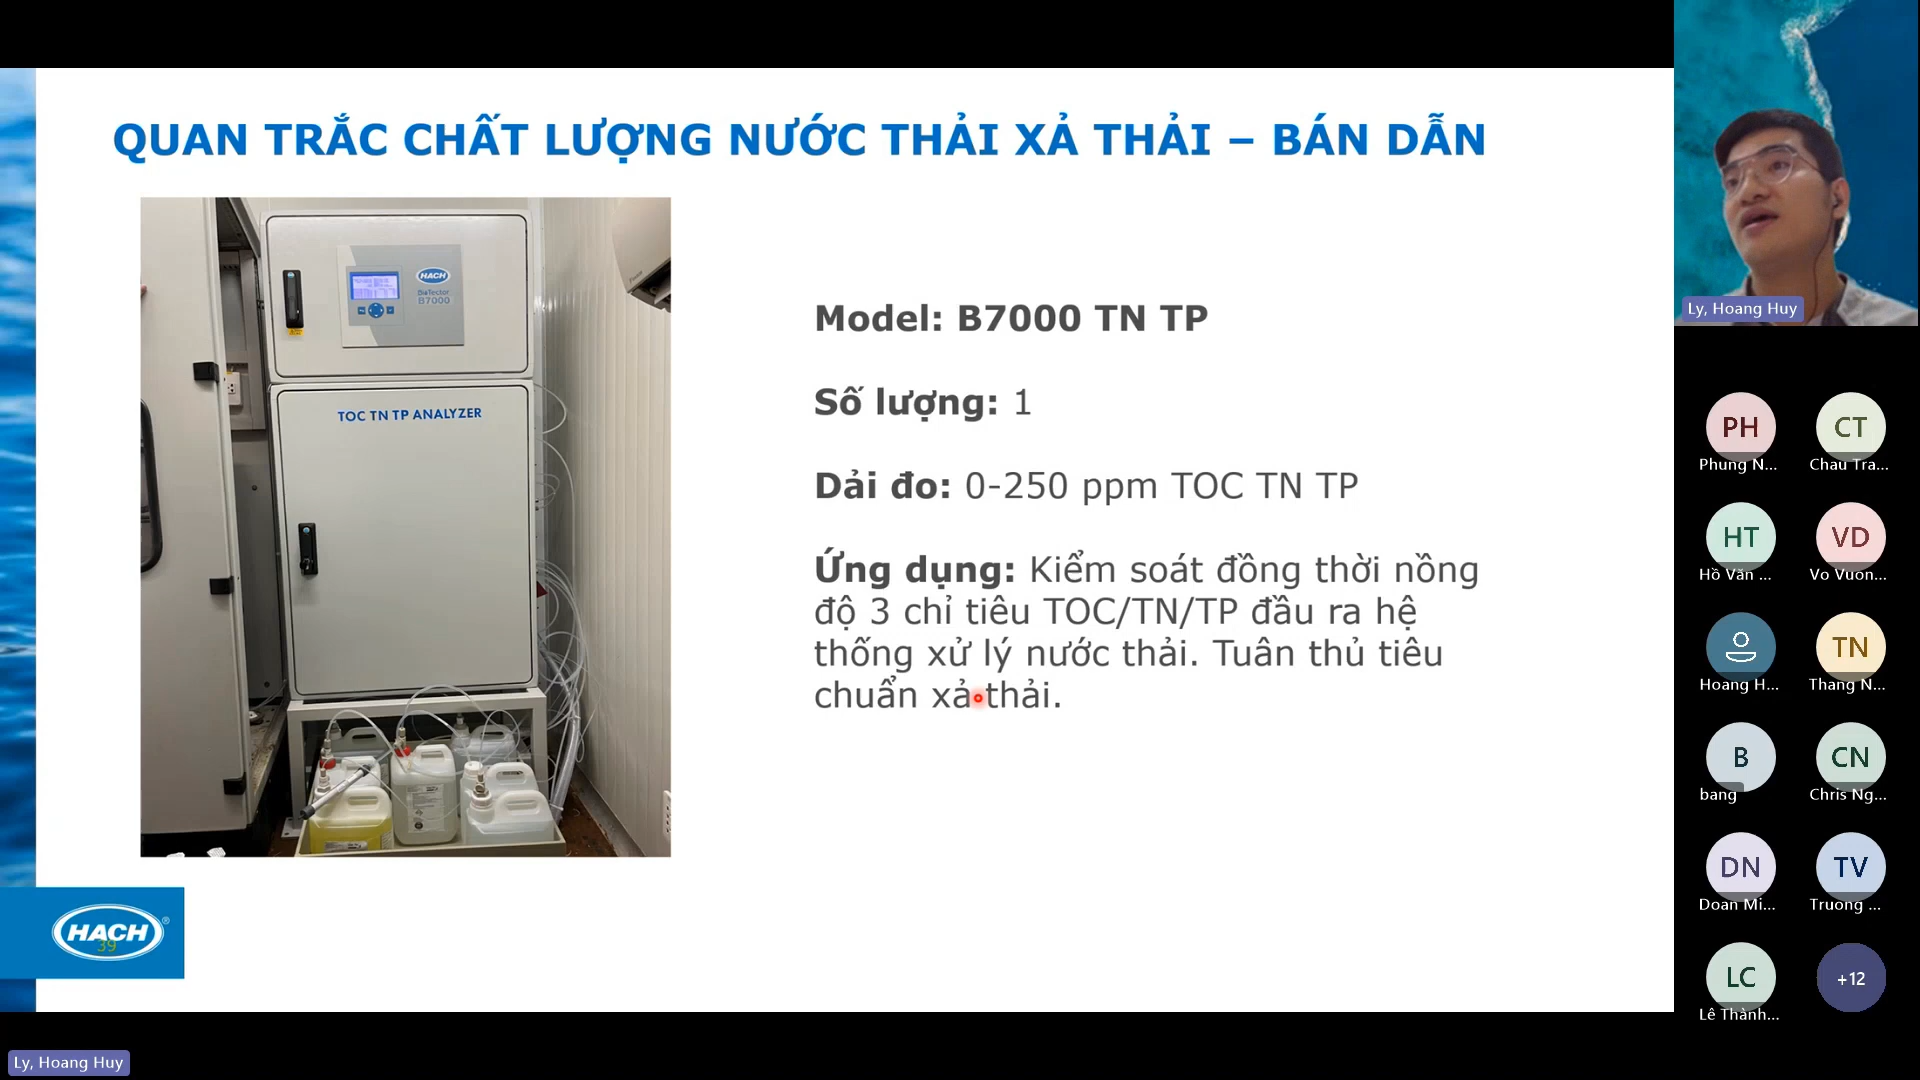 QUAN TRẮC CHẤT LƯỢNG NƯỚC THẢI XẢ THẢI – BÁN DẪN
HACH
BioTector
B7000
TOC TN TP ANALYZER
Model: B7000 TN TP
Số lượng: 1
Dải đo: 0-250 ppm TOC TN TP
Ứng dụng: Kiểm soát đồng thời nồng
độ 3 chỉ tiêu TOC/TN/TP đầu ra hệ
thống xử lý nước thải. Tuân thủ tiêu
chuẩn xả thải.
HACH®
39
Ly, Hoang Huy
Ly, Hoang Huy
PH
Phung N...
CT
Chau Tra...
HT
Hồ Văn ...
VD
Vo Vuon...
Hoang H...
TN
Thang N...
B
bang
CN
Chris Ng...
DN
Doan Mi...
TV
Truong ...
LC
Lê Thành...
+12